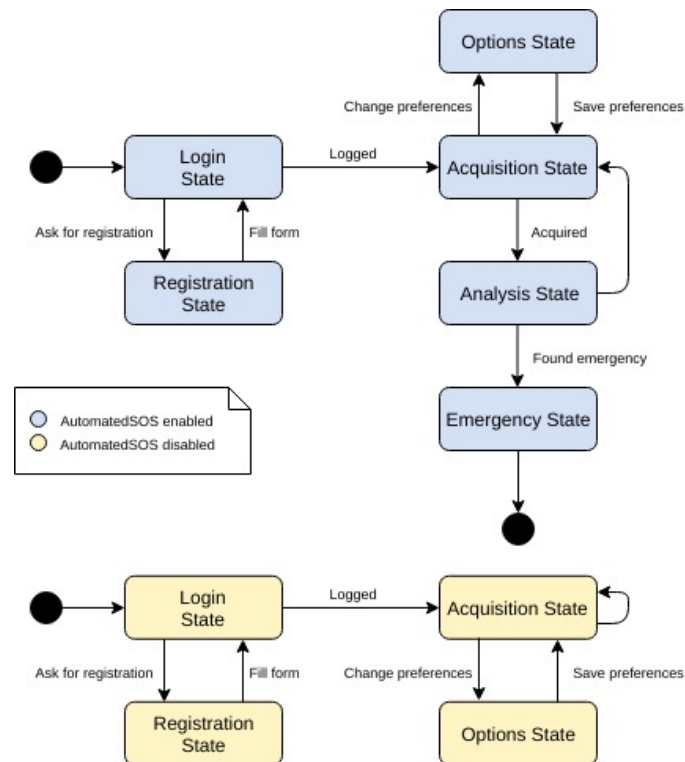 Options State
Change preferences
Save preferences
Login
State
Logged
Acquisition State
Ask for registration
Fill form
Acquired
Registration
State
Analysis State
Found emergency
AutomatedSOS enabled
AutomatedSOS disabled
Emergency State
Login
State
Logged
Acquisition State
Ask for registration
Fill form
Change preferences
Save preferences
Registration
State
Options State